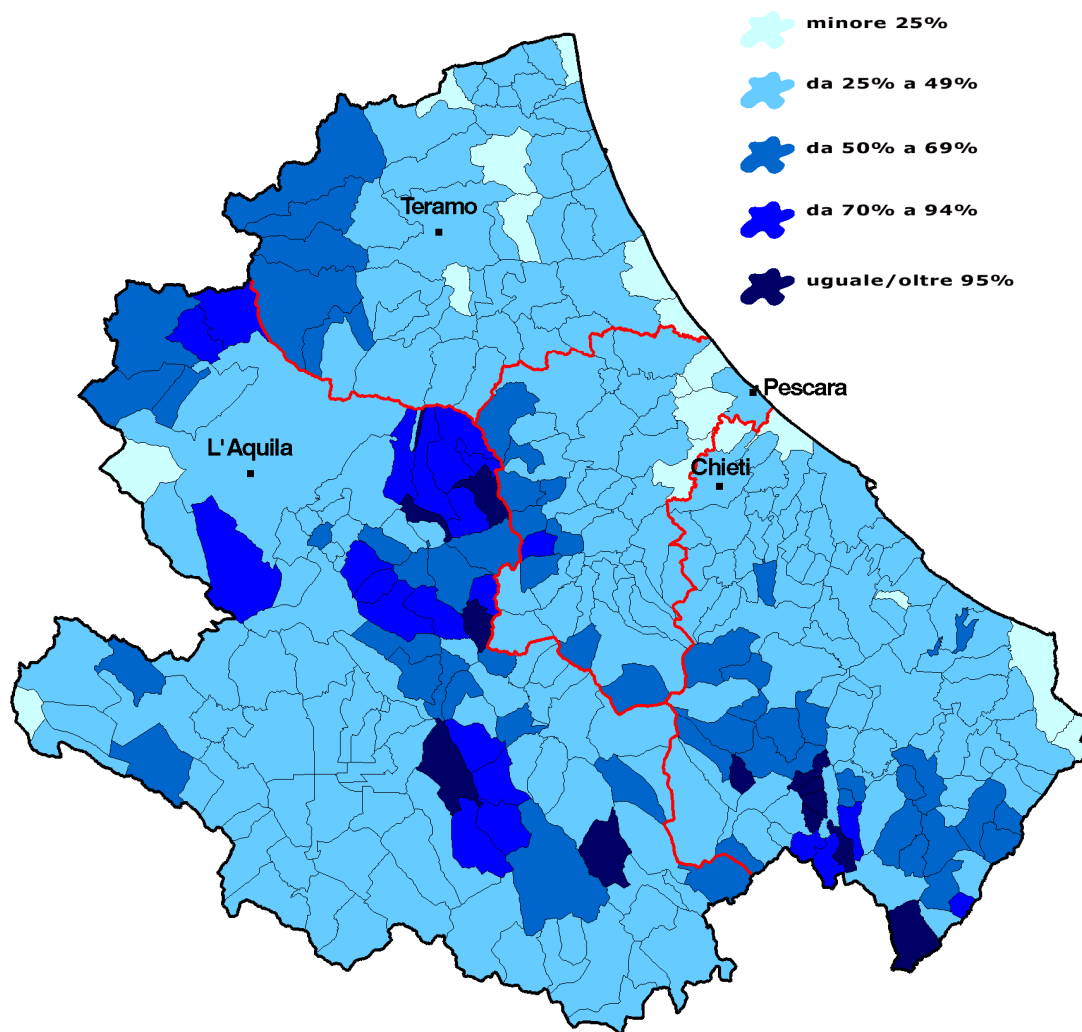 minore 25%
da 25% a 49%
da 50% a 69%
da 70% a 94%
uguale/oltre 95%
Teramo
Pescara
L'Aquila
Chieti